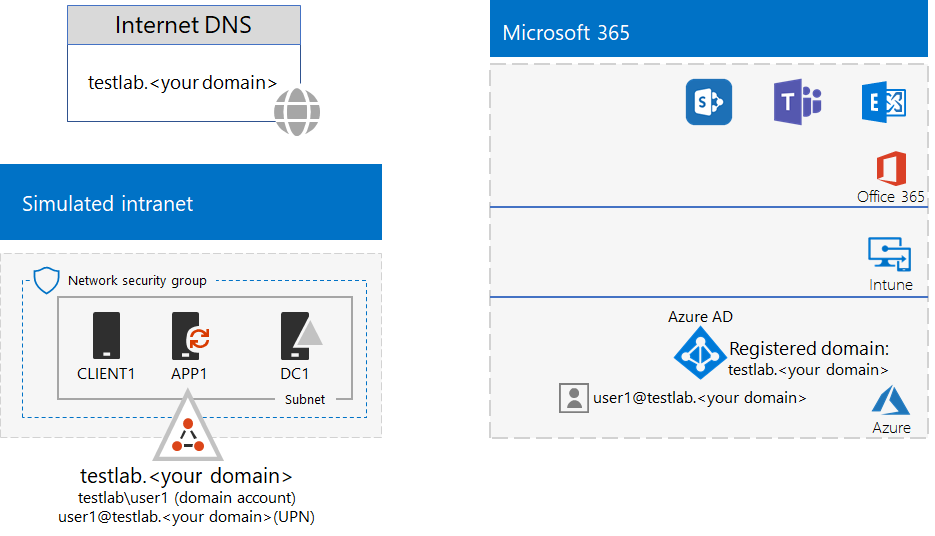 Internet DNS
testlab.<your domain>
Simulated intranet
Network security group
CLIENT1
APP1
DC1
Subnet
testlab.<your domain>
testlab\user1 (domain account)
user1@testlab.<your domain>(UPN)
Microsoft 365
S
T
E
Office 365
Intune
Azure AD
Registered domain:
testlab.<your domain>
user1@testlab.<your domain>
Azure